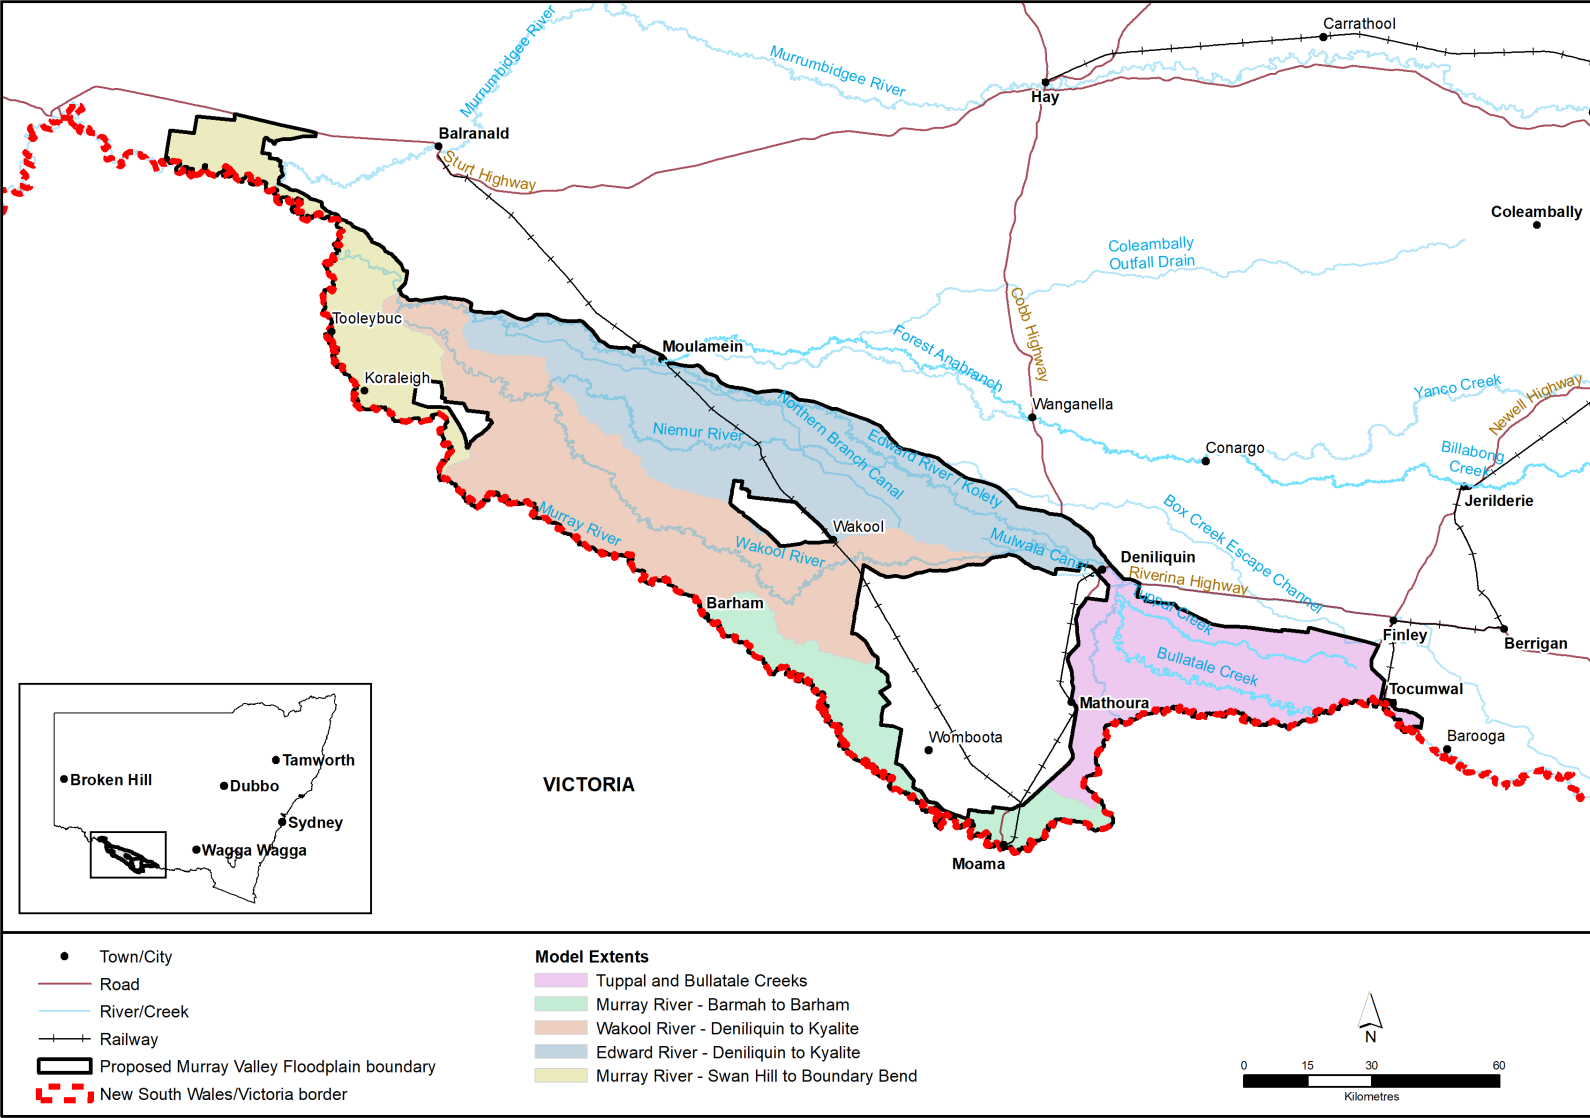 Carrathool
Murrumbidgee River
Murrumbidgee River
Hay
Balranald
Sturt Highway
Coleambally
Coleambally
Outfall Drain
Cobb Highway
Tooleybuc
Moulamein
Forest Anabranch
Koraleigh
Wanganella
Yanco Creek
Newell Highway
Northern Branch Canal
Niemur River
Edward River / Kolety
Conargo
Billabong
Creek
Jerilderie
Murray River
Wakool
Wakool River
Mulwala Canal
Box Creek Escape Channel
Deniliquin
Riverina Highway
Tuppal Creek
Barham
Finley
Berrigan
Bullatale Creek
Tocumwal
Mathoura
Womboota
Barooga
VICTORIA
Moama
Tamworth
Broken Hill
Dubbo
Sydney
Wagga Wagga
Town/City
Road
River/Creek
Railway
Proposed Murray Valley Floodplain boundary
New South Wales/Victoria border
Model Extents
Tuppal and Bullatale Creeks
Murray River - Barmah to Barham
Wakool River - Deniliquin to Kyalite
Edward River - Deniliquin to Kyalite
Murray River - Swan Hill to Boundary Bend
N
0 15 30 60
Kilometres